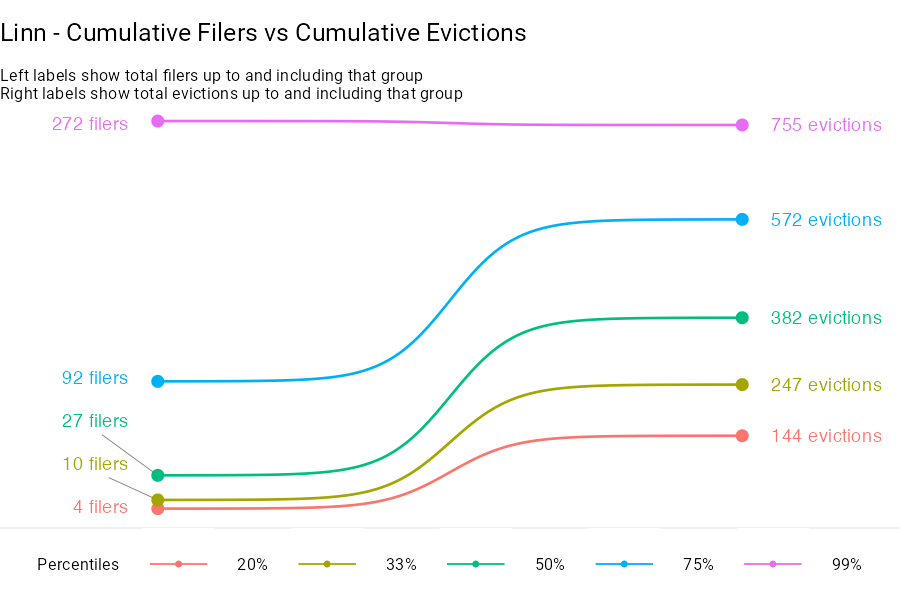 Linn - Cumulative Filers vs Cumulative Evictions
Left labels show total filers up to and including that group
Right labels show total evictions up to and including that group
272 filers
755 evictions
572 evictions
382 evictions
92 filers
247 evictions
27 filers
144 evictions
10 filers
4 filers
Percentiles 20% 33% 50% 75% 99%